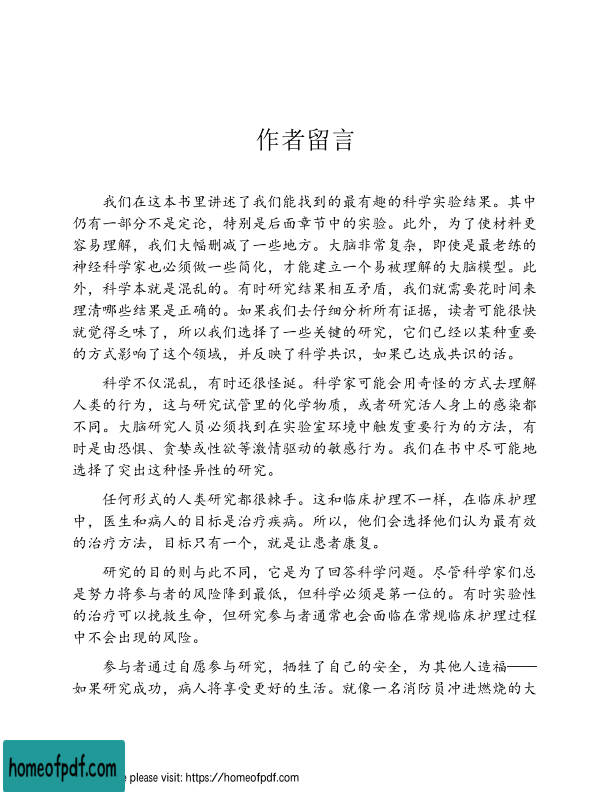 作者留言
我们在这本书里讲述了我们能找到的最有趣的科学实验结果。其中
仍有一部分不是定论，特别是后面章节中的实验。此外，为了使材料更
容易理解，我们大幅删减了一些地方。大脑非常复杂，即使是最老练的
神经科学家也必须做一些简化，才能建立一个易被理解的大脑模型。此
外，科学本就是混乱的。有时研究结果相互矛盾，我们就需要花时间来
理清哪些结果是正确的。如果我们去仔细分析所有证据，读者可能很快
就觉得乏味了，所以我们选择了一些关键的研究，它们已经以某种重要
的方式影响了这个领域，并反映了科学共识，如果已达成共识的话。
科学不仅混乱，有时还很怪诞。科学家可能会用奇怪的方式去理解
人类的行为，这与研究试管里的化学物质，或者研究活人身上的感染都
不同。大脑研究人员必须找到在实验室环境中触发重要行为的方法，有
时是由恐惧、贪婪或性欲等激情驱动的敏感行为。我们在书中尽可能地
选择了突出这种怪异性的研究。
任何形式的人类研究都很棘手。这和临床护理不一样，在临床护理
中，医生和病人的目标是治疗疾病。所以，他们会选择他们认为最有效
的治疗方法，目标只有一个，就是让患者康复。
研究的目的则与此不同，它是为了回答科学问题。尽管科学家们总
是努力将参与者的风险降到最低，但科学必须是第一位的。有时实验性
的治疗可以挽救生命，但研究参与者通常也会面临在常规临床护理过程
中不会出现的风险。
参与者通过自愿参与研究，牺牲了自己的安全，为其他人造福——
如果研究成功，病人将享受更好的生活。就像一名消防员冲进燃烧的大
homeofpdf.com
e please visit: https://homeofpdf.com